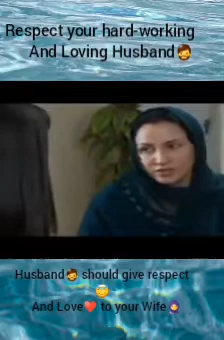 Respect your hard-working
And Loving Husband🧔
Husband🧔 should give respect
😇
And Love❤️ to your Wife🧕